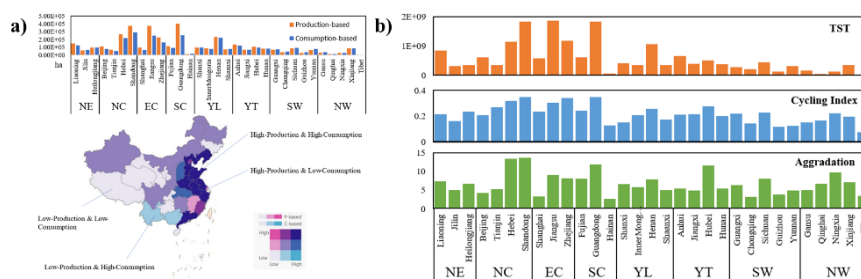 a)
3.00E+05
4.00E+05
3.00E+05
2.00E+05
1.00E+05
0.00E+00
ha
Production-based
Consumption-based
Liaoning
Jilin
Heilongjiang
Beijing
Tianjin
Hebei
Shandong
Shanghai
Jiangsu
Zhejiang
Fujian
Guangdong
Hainan
Shanxi
InnerMongoria
Henan
Shanxi
Anhui
Jiangxi
Hubei
Hunan
Guangxi
Chongqing
Sichuan
Guizhou
Yunnan
Gansu
Qinghai
Ningxia
Xinjiang
Tibet
NE NC EC SC YL YT SW NW
High-Production & High-Consumption
High-Production & Low-Consumption
Low-Production & Low-
Consumption
Low-Production & High-Consumption
High
Low
Low High
P-based
C-based
b)
2E+09
1E+09
0
TST
0.4
0.2
0.0
Cycling Index
15
10
5
0
Aggradation
Liaoning
Jilin
Heilongjiang
Beijing
Tianjin
Hebei
Shandong
Shanghai
Jiangsu
Zhejiang
Fujian
Guangdong
Hainan
Shanxi
InnerMong...
Henan
Shanxi
Anhui
Jiangxi
Hubei
Hunan
Guangxi
Chongqing
Sichuan
Guizhou
Yunnan
Gansu
Qinghai
Ningxia
Xinjiang
NE NC EC SC YL YT SW NW